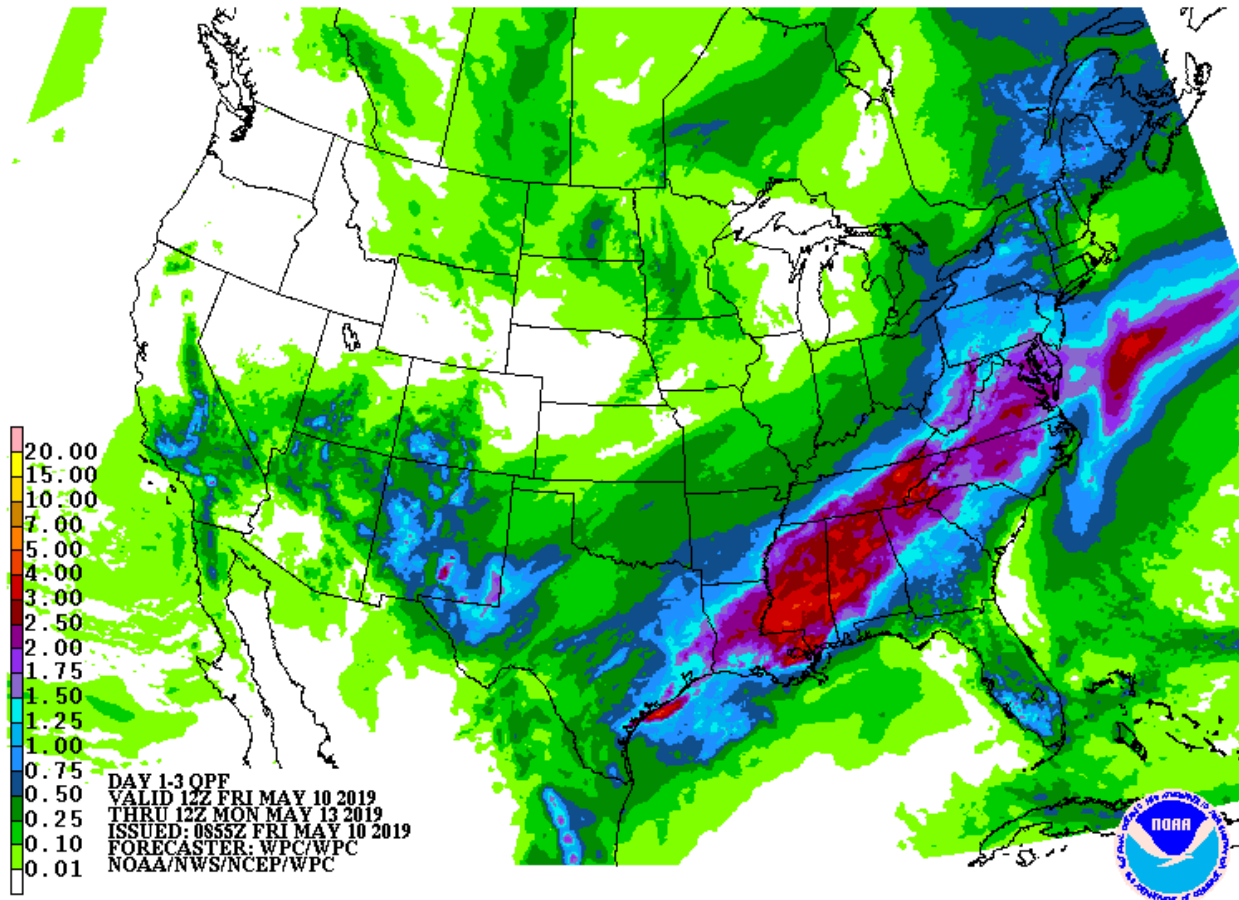 20.00
15.00
10.00
7.00
5.00
4.00
3.00
2.50
2.00
1.75
1.50
1.25
1.00
0.75
0.50
0.25
0.10
0.01
DAY 1-3 QPF
VALID 12Z FRI MAY 10 2019
THRU 12Z MON MAY 13 2019
ISSUED: 0855Z FRI MAY 10 2019
FORECASTER: WPC/WPC
NOAA/NWS/NCEP/WPC
NOAA